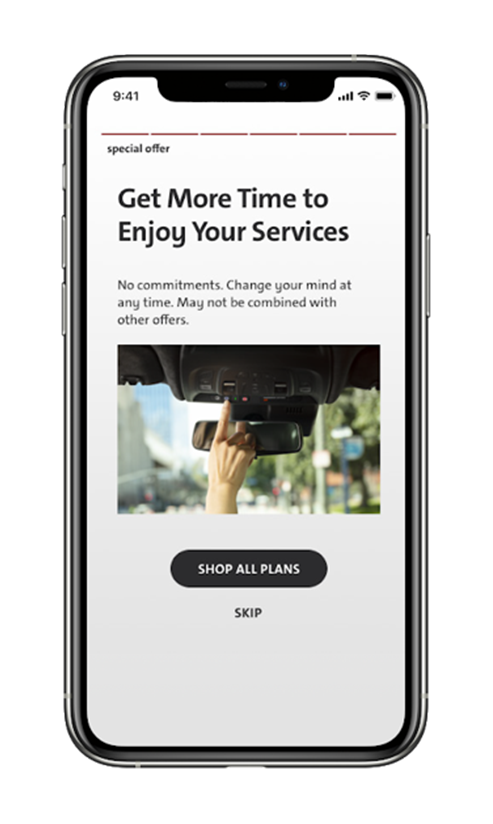 9:41
special offer
Get More Time to
Enjoy Your Services
No commitments. Change your mind at
any time. May not be combined with
other offers.
SHOP ALL PLANS
SKIP